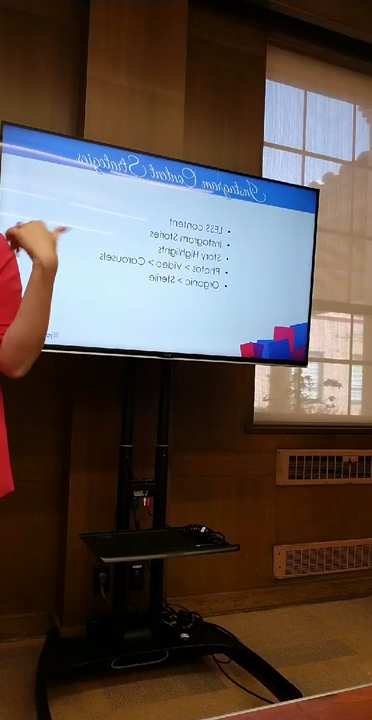 Instagram Content Strategies
• LESS content
• Instagram Stories
• Story Highlights
• Photos > Video > Carousels
• Organic > Sterile